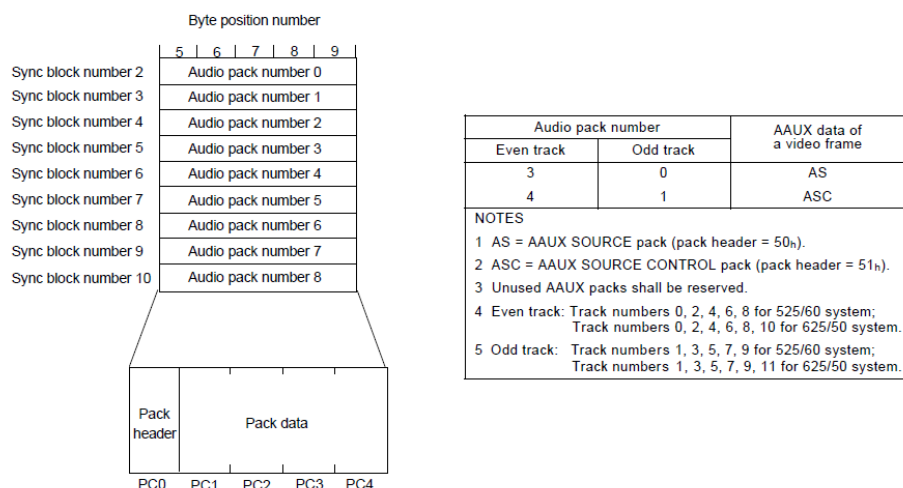 Byte position number
5 6 7 8 9
Sync block number 2 Audio pack number 0
Sync block number 3 Audio pack number 1
Sync block number 4 Audio pack number 2
Sync block number 5 Audio pack number 3
Sync block number 6 Audio pack number 4
Sync block number 7 Audio pack number 5
Sync block number 8 Audio pack number 6
Sync block number 9 Audio pack number 7
Sync block number 10 Audio pack number 8
Pack header Pack data
PC0 PC1 PC2 PC3 PC4
Audio pack number AAUX data of a video frame
Even track Odd track
3 0 AS
4 1 ASC
NOTES
1 AS = AAUX SOURCE pack (pack header = 50h).
2 ASC = AAUX SOURCE CONTROL pack (pack header = 51h).
3 Unused AAUX packs shall be reserved.
4 Even track: Track numbers 0, 2, 4, 6, 8 for 525/60 system;
Track numbers 0, 2, 4, 6, 8, 10 for 625/50 system.
5 Odd track: Track numbers 1, 3, 5, 7, 9 for 525/60 system;
Track numbers 1, 3, 5, 7, 9, 11 for 625/50 system.